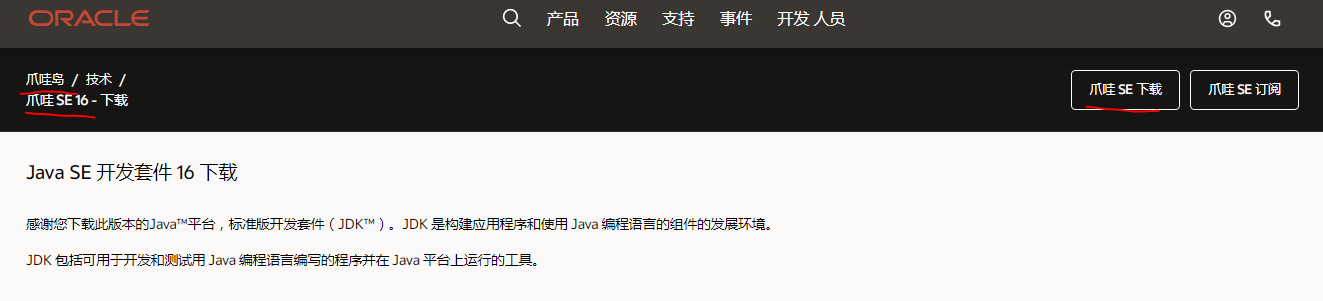 ORACLE 产品 资源 支持 事件 开发 人员
爪哇岛 / 技术 /
爪哇 SE 16 - 下载
爪哇 SE 下载 爪哇 SE 订阅
Java SE 开发套件 16 下载
感谢您下载此版本的Java™平台，标准版开发套件（JDK™）。JDK 是构建应用程序和使用 Java 编程语言的组件的发展环境。
JDK 包括可用于开发和测试用 Java 编程语言编写的程序并在 Java 平台上运行的工具。